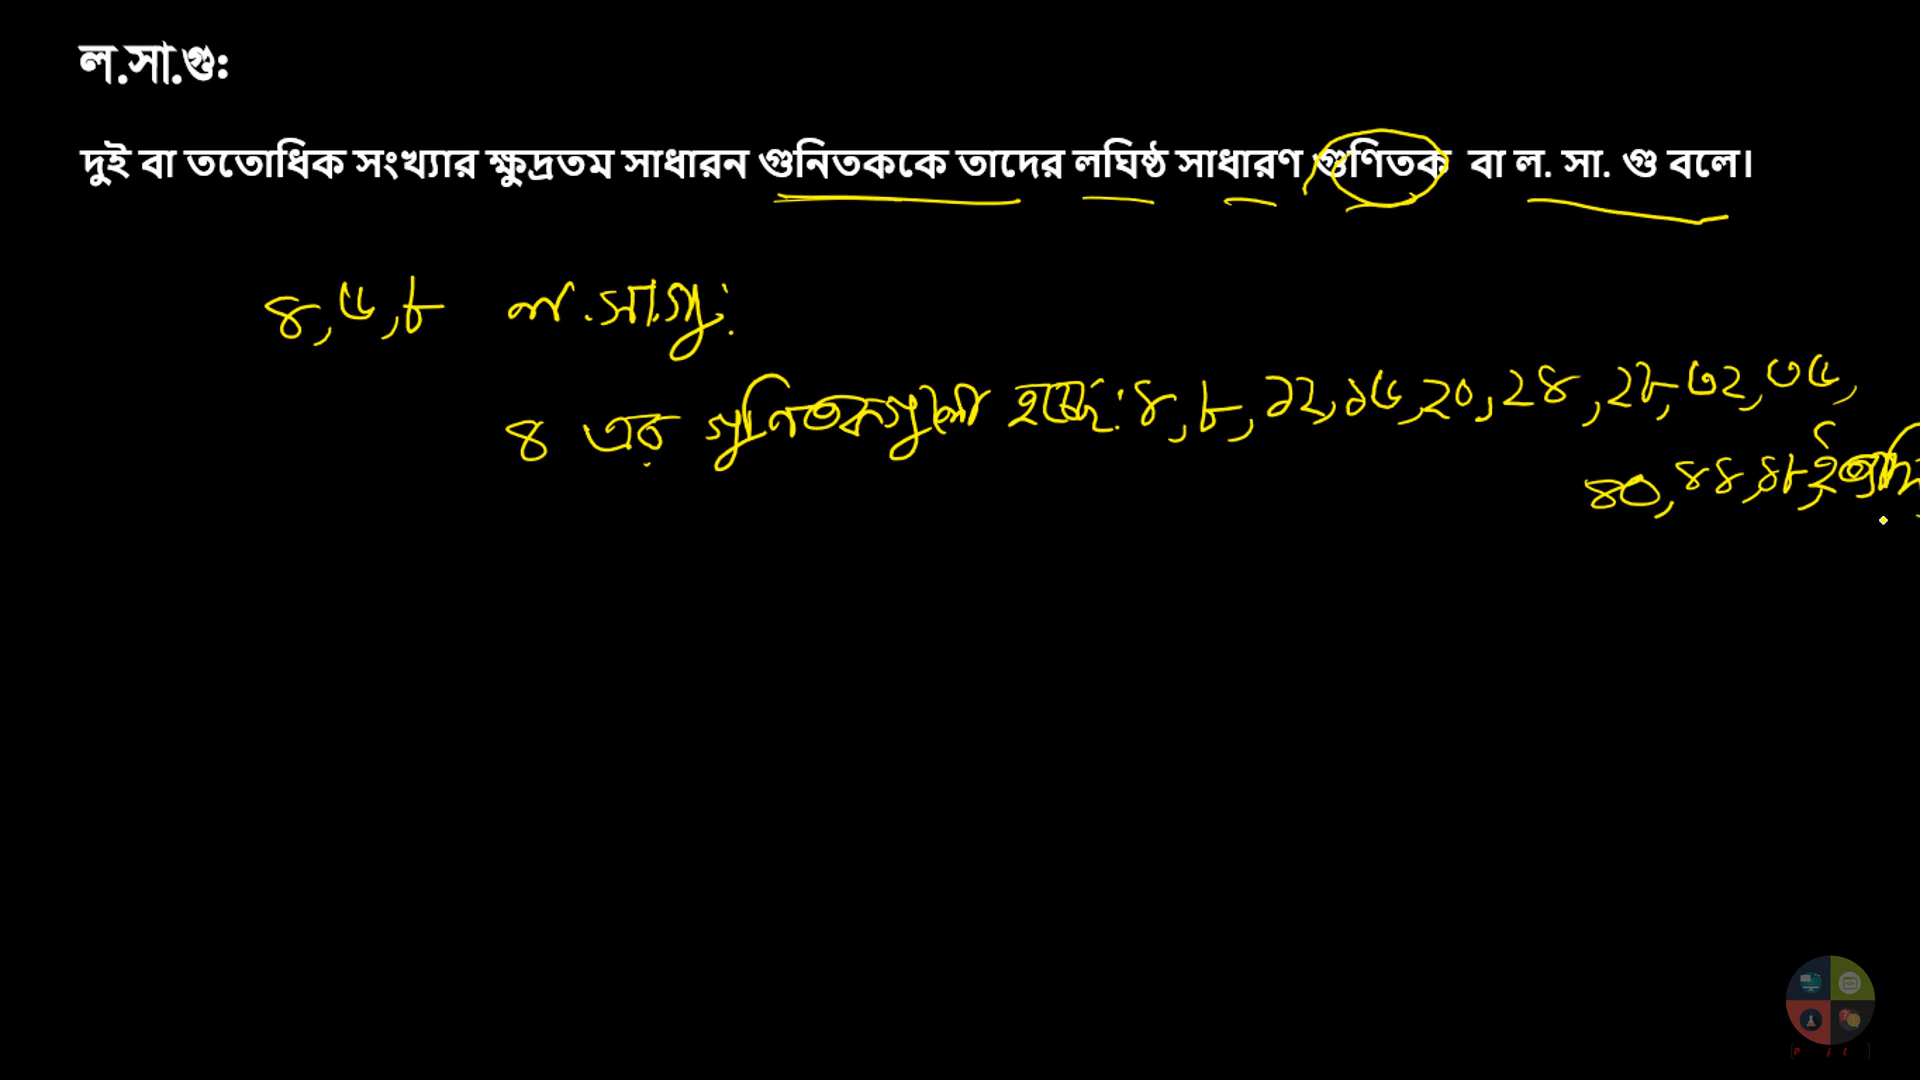 ল.সা.গুঃ
দুই বা ততোধিক সংখ্যার ক্ষুদ্রতম সাধারন গুনিতককে তাদের লঘিষ্ঠ সাধারণ গুণিতক বা ল. সা. গু বলে।
৪,৬,৮ ল.সা.গু:
৪ এর গুণিতকগুলো হচ্ছে: ৪, ৮, ১২, ১৬, ২০, ২৪, ২৮, ৩২, ৩৬,
৪০, ৪৪, ৪৮, ইত্যাদি